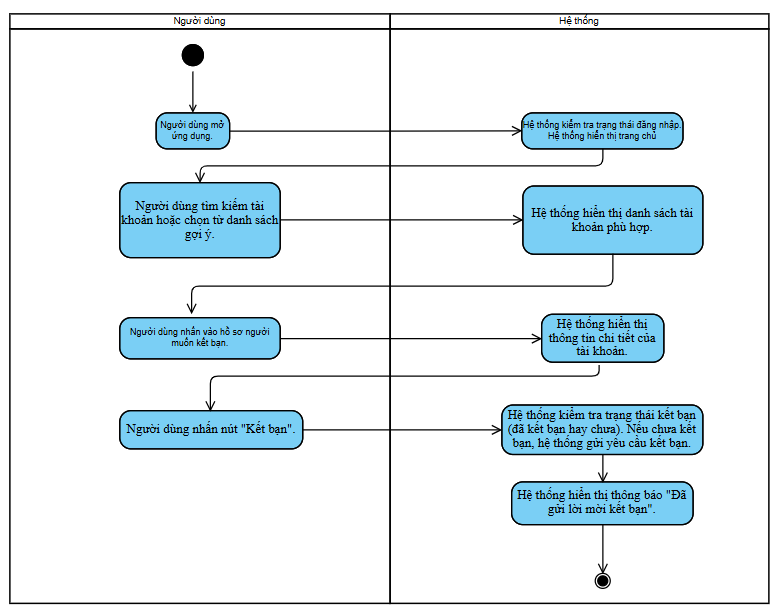 Người dùng
Hệ thống
Người dùng mở
ứng dụng.
Hệ thống kiểm tra trạng thái đăng nhập.
Hệ thống hiển thị trang chủ
Người dùng tìm kiếm tài
khoản hoặc chọn từ danh sách
gợi ý.
Hệ thống hiển thị danh sách tài
khoản phù hợp.
Người dùng nhấn vào hồ sơ người
muốn kết bạn.
Hệ thống hiển thị
thông tin chi tiết của
tài khoản.
Người dùng nhấn nút "Kết bạn".
Hệ thống kiểm tra trạng thái kết bạn
(đã kết bạn hay chưa). Nếu chưa kết
bạn, hệ thống gửi yêu cầu kết bạn.
Hệ thống hiển thị thông báo "Đã
gửi lời mời kết bạn".